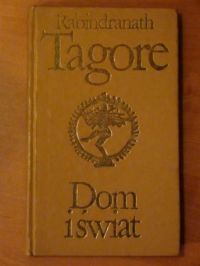 Rabindranath
Tagore
Dom
i świat